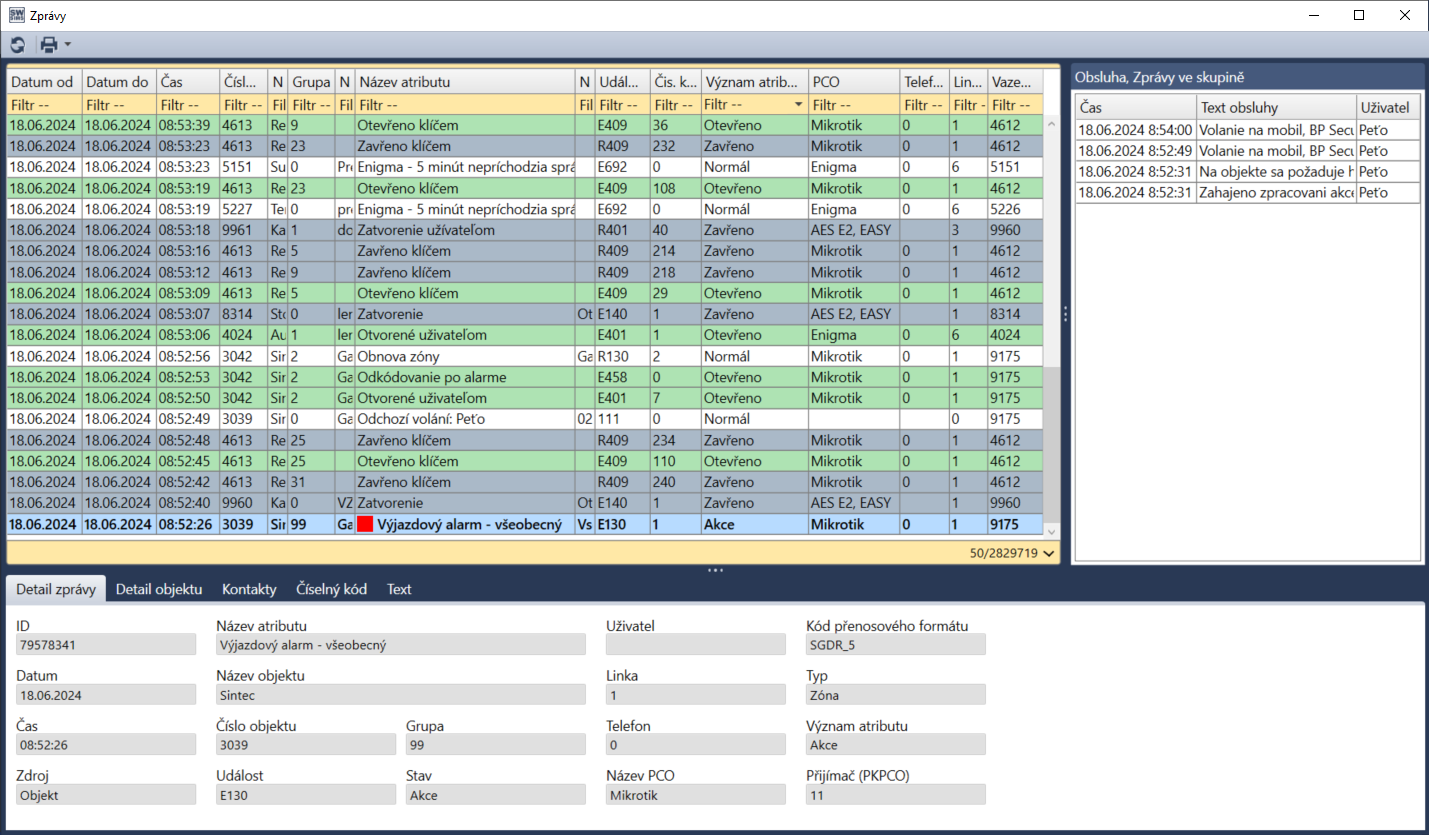 SW SIMS Zprávy
Datum od Datum do Čas Čísl... N Grupa N Název atributu N Udál... Čis. k... Význam atrib... PCO Telef... Lin... Vaze...
Filtr -- Filtr -- Filtr -- Filtr -- Fil Filtr -- Fil Filtr -- Fil Filtr -- Filtr -- Filtr -- Filtr -- Filtr -- Filtr - Filtr --
18.06.2024 18.06.2024 08:53:39 4613 Re 9 Otevřeno klíčem E409 36 Otevřeno Mikrotik 0 1 4612
18.06.2024 18.06.2024 08:53:23 4613 Re 23 Zavřeno klíčem R409 232 Zavřeno Mikrotik 0 1 4612
18.06.2024 18.06.2024 08:53:23 5151 Su 0 Pr Enigma - 5 minút neprichodzia sprá E692 0 Normál Enigma 6 5151
18.06.2024 18.06.2024 08:53:19 4613 Re 23 Otevřeno klíčem E409 108 Otevřeno Mikrotik 0 1 4612
18.06.2024 18.06.2024 08:53:19 5227 Te 0 pr Enigma - 5 minút neprichodzia sprá E692 0 Normál Enigma 6 5226
18.06.2024 18.06.2024 08:53:18 9961 Ka 1 do Zatvorenie užívateľom R401 40 Zavřeno AES E2, EASY 3 9960
18.06.2024 18.06.2024 08:53:16 4613 Re 5 Zavřeno klíčem R409 214 Zavřeno Mikrotik 0 1 4612
18.06.2024 18.06.2024 08:53:12 4613 Re 9 Zavřeno klíčem R409 218 Zavřeno Mikrotik 0 1 4612
18.06.2024 18.06.2024 08:53:09 4613 Re 5 Otevřeno klíčem E409 29 Otevřeno Mikrotik 0 1 4612
18.06.2024 18.06.2024 08:53:07 8314 Sto 0 ler Zatvorenie Ot E140 1 Zavřeno AES E2, EASY 1 8314
18.06.2024 18.06.2024 08:53:06 4024 Au 1 ler Otvorené uživateľom E401 1 Otevřeno Enigma 6 4024
18.06.2024 18.06.2024 08:52:56 3042 Sir 2 Ga Obnova zóny Ga R130 2 Normál Mikrotik 0 1 9175
18.06.2024 18.06.2024 08:52:53 3042 Sir 2 Ga Odkódovanie po alarme E458 0 Otevřeno Mikrotik 0 1 9175
18.06.2024 18.06.2024 08:52:50 3042 Sir 2 Ga Otvorené uživateľom E401 7 Otevřeno Mikrotik 0 1 9175
18.06.2024 18.06.2024 08:52:49 3039 Sir 0 Ga Odchozí volání: Peťo 02 111 0 Normál 0 9175
18.06.2024 18.06.2024 08:52:48 4613 Re 25 Zavřeno klíčem R409 234 Zavřeno Mikrotik 0 1 4612
18.06.2024 18.06.2024 08:52:45 4613 Re 25 Otevřeno klíčem E409 110 Otevřeno Mikrotik 0 1 4612
18.06.2024 18.06.2024 08:52:42 4613 Re 31 Zavřeno klíčem R409 240 Zavřeno Mikrotik 0 1 4612
18.06.2024 18.06.2024 08:52:40 9960 Ka 0 VZ Zatvorenie Ot E140 1 Zavřeno AES E2, EASY 1 9960
18.06.2024 18.06.2024 08:52:26 3039 Sir 99 Ga Výjazdový alarm - všeobecný Vs E130 1 Akce Mikrotik 0 1 9175
50/2829719
Obsluha, Zprávy ve skupině
Čas Text obsluhy Uživatel
18.06.2024 8:54:00 Volanie na mobil, BP Secu Peťo
18.06.2024 8:52:49 Volanie na mobil, BP Secu Peťo
18.06.2024 8:52:31 Na objekte sa požaduje h Peťo
18.06.2024 8:52:31 Zahajeno zpracovani akce Peťo
Detail zprávy Detail objektu Kontakty Číselný kód Text
ID Název atributu Uživatel Kód přenosového formátu
79578341 Výjazdový alarm - všeobecný SGDR_5
Datum Název objektu Linka Typ
18.06.2024 Sintec 1 Zóna
Čas Číslo objektu Grupa Telefon Význam atributu
08:52:26 3039 99 0 Akce
Zdroj Událost Stav Název PCO Přijímač (PKPCO)
Objekt E130 Akce Mikrotik 11